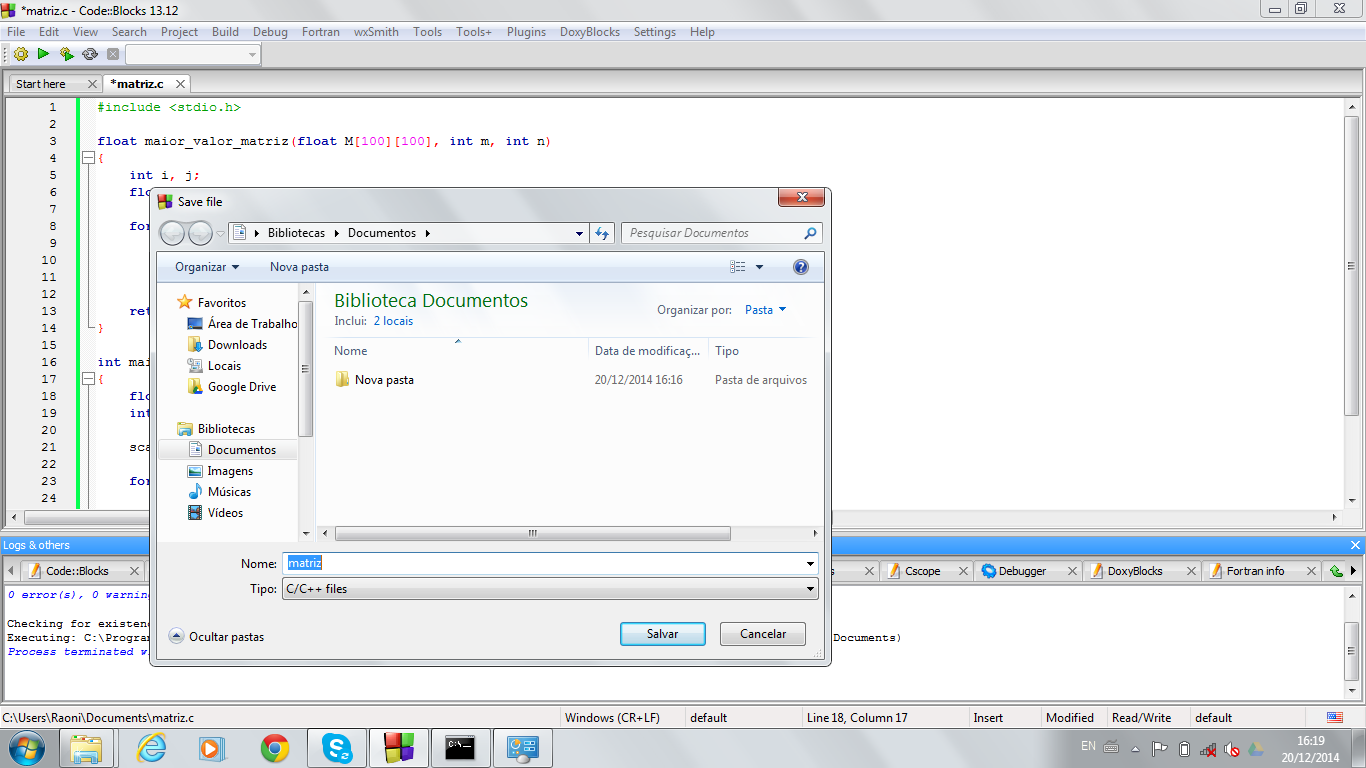 *matriz.c - Code::Blocks 13.12
File Edit View Search Project Build Debug Fortran wxSmith Tools Tools+ Plugins DoxyBlocks Settings Help
Start here *matriz.c
1 #include <stdio.h>
2
3 float maior_valor_matriz(float M[100][100], int m, int n)
4 {
5 int i, j;
6 flo
7
8 for
9
10
11
12
13 ret
14 }
15
16 int mai
17 {
18 flo
19 int
20
21 sca
22
23 for
24
Save file
Bibliotecas Documentos
Pesquisar Documentos
Organizar Nova pasta
Favoritos
Área de Trabalho
Downloads
Locais
Google Drive
Bibliotecas
Documentos
Imagens
Músicas
Vídeos
Biblioteca Documentos
Inclui: 2 locais
Organizar por: Pasta
Nome Data de modificaç... Tipo
Nova pasta 20/12/2014 16:16 Pasta de arquivos
Nome: matriz
Tipo: C/C++ files
Ocultar pastas Salvar Cancelar
Logs & others
Code::Blocks s Cscope Debugger DoxyBlocks Fortran info
0 error(s), 0 warnin
Checking for existenc
Executing: C:\Program Documents)
Process terminated w
C:\Users\Raoni\Documents\matriz.c Windows (CR+LF) default Line 18, Column 17 Insert Modified Read/Write default
EN 16:19
20/12/2014